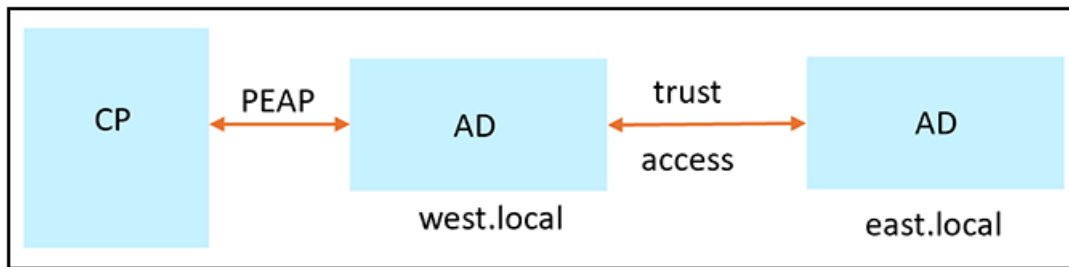 CP
PEAP
AD
west.local
trust
access
AD
east.local